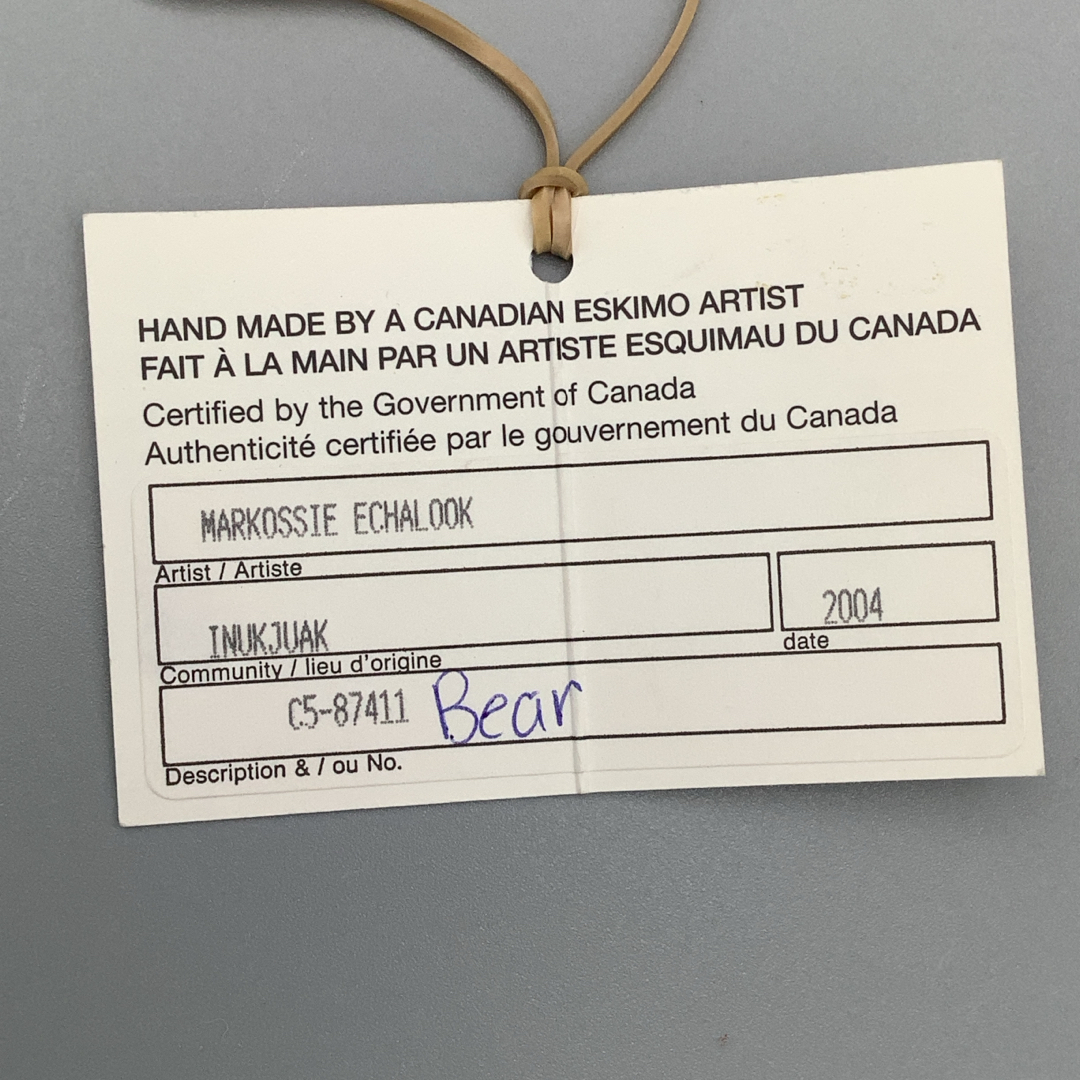 HAND MADE BY A CANADIAN ESKIMO ARTIST
FAIT À LA MAIN PAR UN ARTISTE ESQUIMAU DU CANADA
Certified by the Government of Canada
Authenticité certifiée par le gouvernement du Canada
MARKOSSIE ECHALOOK
Artist / Artiste
INUKJUAK 2004
Community / lieu d'origine date
C5-87411 Bear
Description & / ou No.